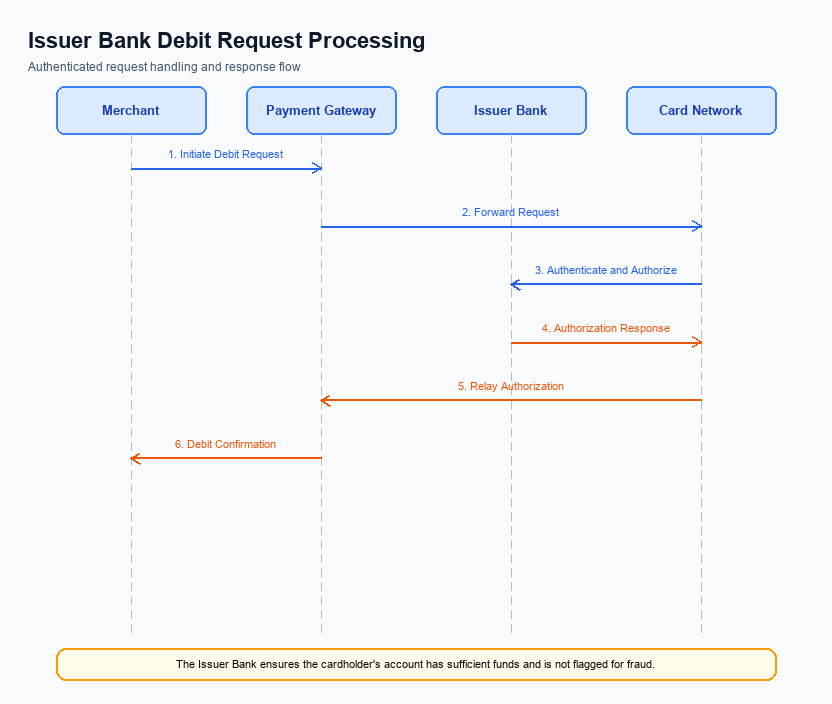 Issuer Bank Debit Request Processing
Authenticated request handling and response flow
Merchant
Payment Gateway
Issuer Bank
Card Network
1. Initiate Debit Request
2. Forward Request
3. Authenticate and Authorize
4. Authorization Response
5. Relay Authorization
6. Debit Confirmation
The Issuer Bank ensures the cardholder's account has sufficient funds and is not flagged for fraud.